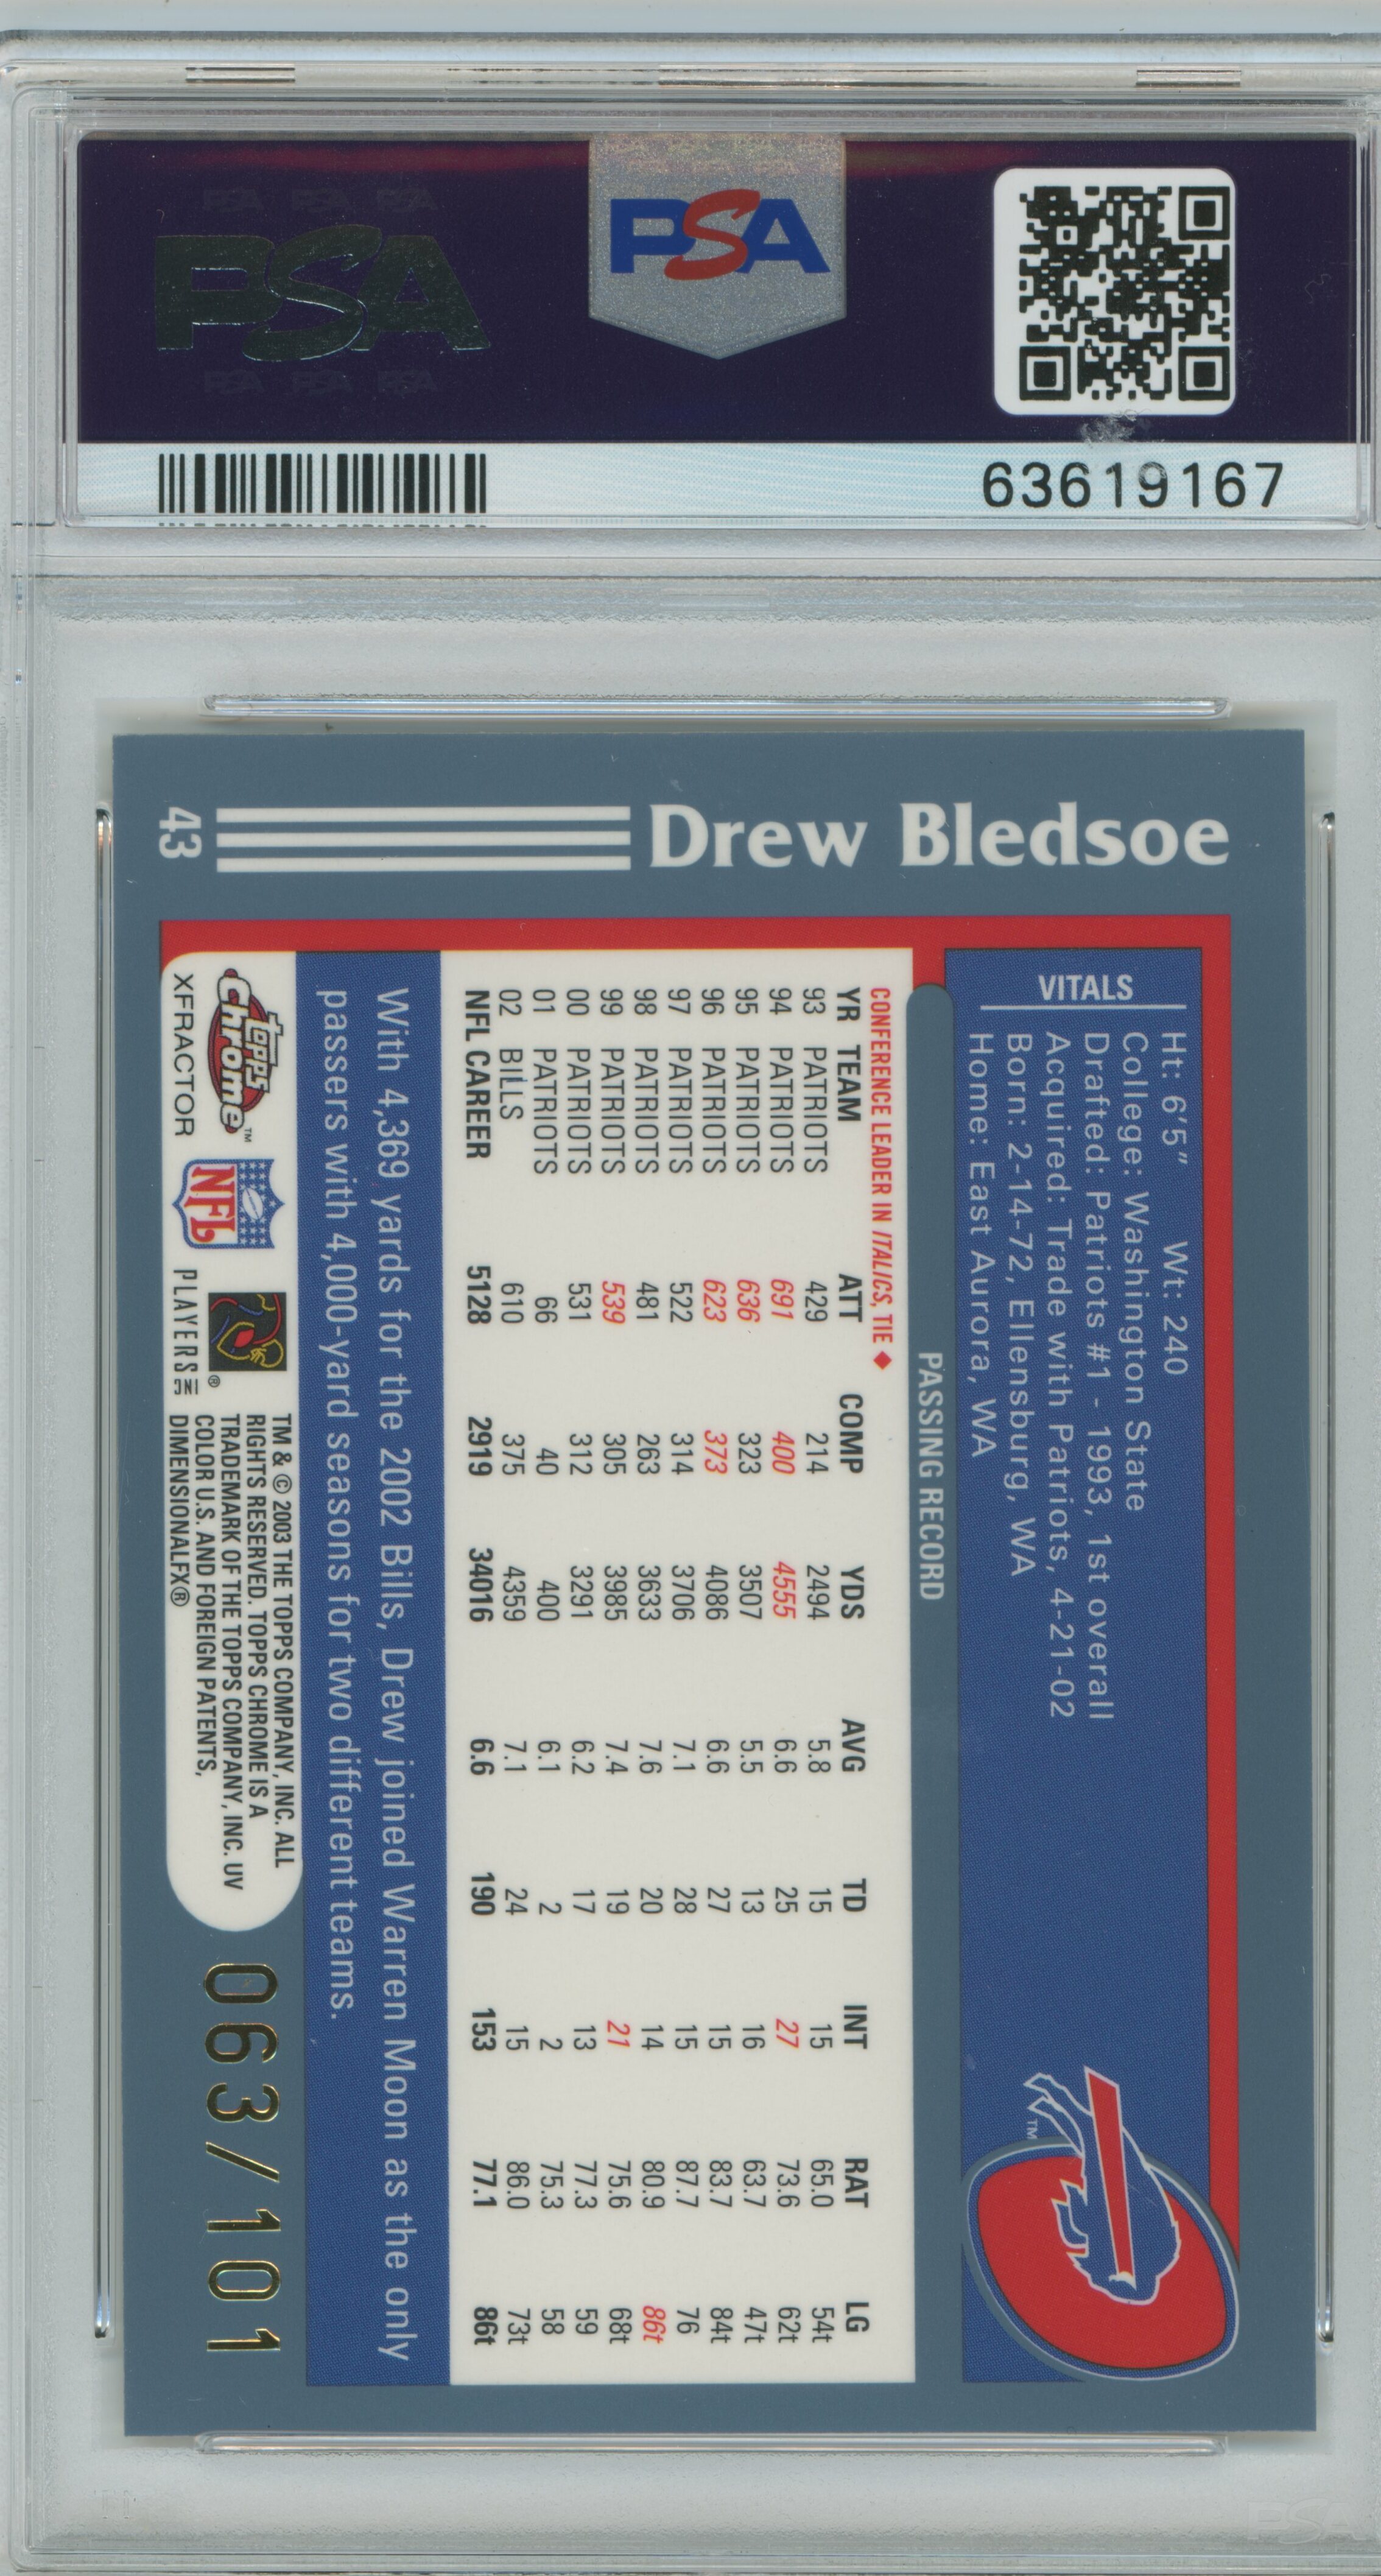 PSA PSA PSA
PSA
PSA PSA PSA
PSA
63619167
Drew Bledsoe
43
VITALS
Ht: 6'5" Wt: 240
College: Washington State
Drafted: Patriots #1 - 1993, 1st overall
Acquired: Trade with Patriots, 4-21-02
Born: 2-14-72, Ellensburg, WA
Home: East Aurora, WA
TM
PASSING RECORD
CONFERENCE LEADER IN ITALICS, TIE ♦
YR TEAM ATT COMP YDS AVG TD INT RAT LG
93 PATRIOTS 429 214 2494 5.8 15 15 65.0 54t
94 PATRIOTS 691 400 4555 6.6 25 27 73.6 62t
95 PATRIOTS 636 323 3507 5.5 13 16 63.7 47t
96 PATRIOTS 623 373 4086 6.6 27 15 83.7 84t
97 PATRIOTS 522 314 3706 7.1 28 15 87.7 76
98 PATRIOTS 481 263 3633 7.6 20 14 80.9 86t
99 PATRIOTS 539 305 3985 7.4 19 21 75.6 68t
00 PATRIOTS 531 312 3291 6.2 17 13 77.3 59
01 PATRIOTS 66 40 400 6.1 2 2 75.3 58
02 BILLS 610 375 4359 7.1 24 15 86.0 73t
NFL CAREER 5128 2919 34016 6.6 190 153 77.1 86t
With 4,369 yards for the 2002 Bills, Drew joined Warren Moon as the only
passers with 4,000-yard seasons for two different teams.
topps
Chrome™
XFRACTOR
NFL
®
PLAYERS INC
TM & © 2003 THE TOPPS COMPANY, INC. ALL
RIGHTS RESERVED. TOPPS CHROME IS A
TRADEMARK OF THE TOPPS COMPANY, INC. UV
COLOR U.S. AND FOREIGN PATENTS,
DIMENSIONALFX®
063/101
PSA